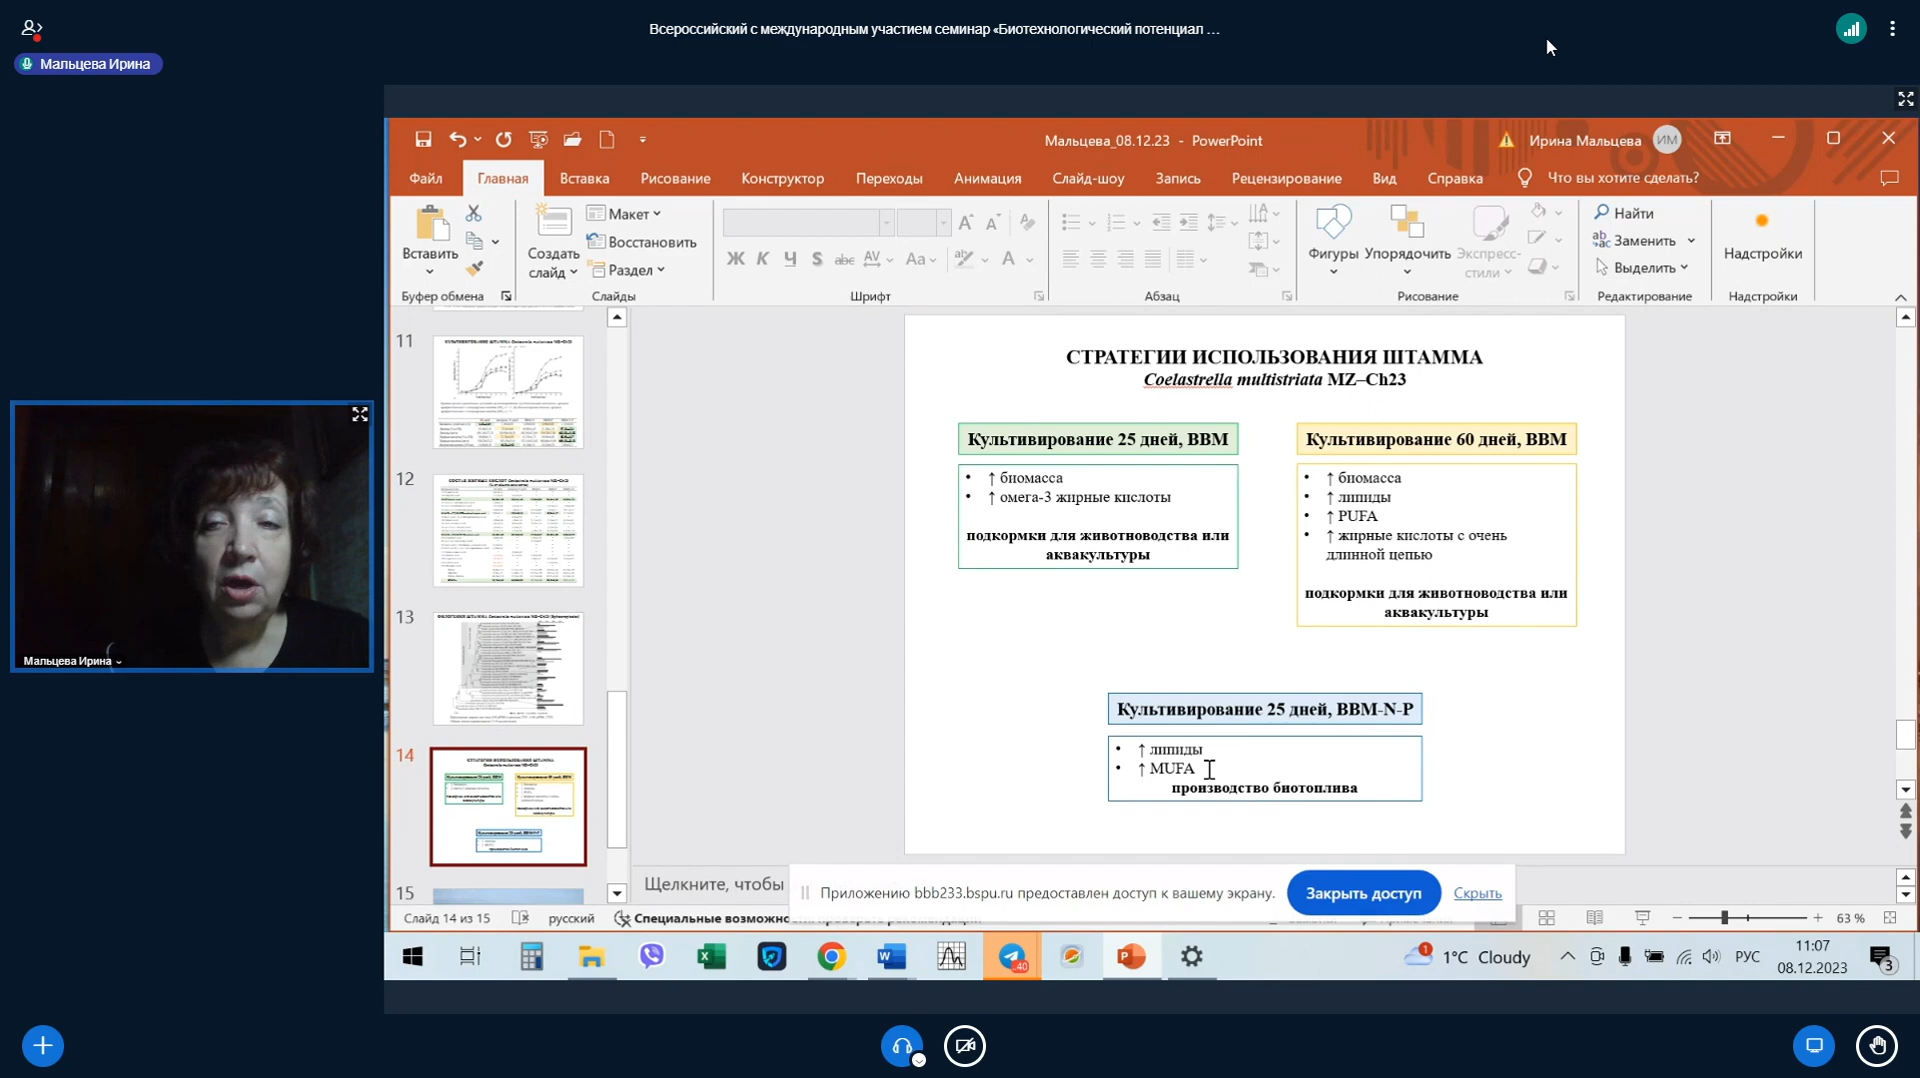 Всероссийский с международным участием семинар «Биотехнологический потенциал ...
Мальцева Ирина
Мальцева Ирина
Мальцева_08.12.23 - PowerPoint
Ирина Мальцева
ИМ
Файл
Главная
Вставка
Рисование
Конструктор
Переходы
Анимация
Слайд-шоу
Запись
Рецензирование
Вид
Справка
Что вы хотите сделать?
Вставить
Буфер обмена
Создать
слайд
Макет
Восстановить
Раздел
Слайды
Ж К Ч S abc AV Aa A
Шрифт
Абзац
Фигуры
Упорядочить
Экспресс-
стили
Рисование
Найти
Заменить
Выделить
Редактирование
Надстройки
Надстройки
11
12
13
14
15
СТРАТЕГИИ ИСПОЛЬЗОВАНИЯ ШТАММА
Coelastrella multistriata MZ–Ch23
Культивирование 25 дней, BBM
• ↑ биомасса
• ↑ омега-3 жирные кислоты
подкормки для животноводства или
аквакультуры
Культивирование 60 дней, BBM
• ↑ биомасса
• ↑ липиды
• ↑ PUFA
• ↑ жирные кислоты с очень
длинной цепью
подкормки для животноводства или
аквакультуры
Культивирование 25 дней, BBM-N-P
• ↑ липиды
• ↑ MUFA
производство биотоплива
Щелкните, чтобы
Приложению bbb233.bspu.ru предоставлен доступ к вашему экрану.
Закрыть доступ
Скрыть
Слайд 14 из 15
русский
Специальные возможно
63 %
40
1
1°C Cloudy
РУС
11:07
08.12.2023
3